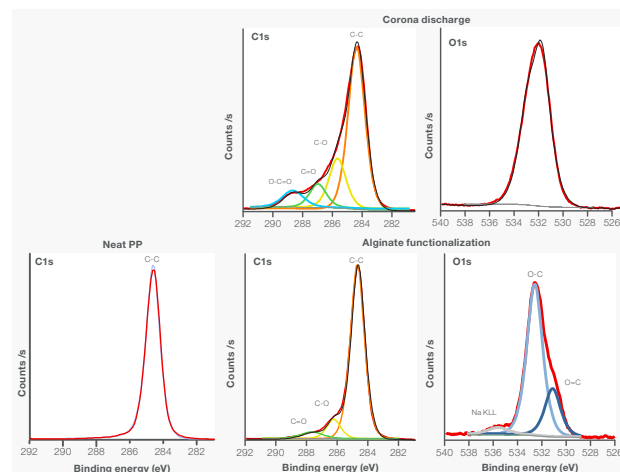 Corona discharge
C1s
C-C
C-O
C=O
O-C=O
Counts /s
292 290 288 286 284 282
O1s
Counts /s
540 538 536 534 532 530 528 526
Neat PP
C1s
C-C
Counts /s
292 290 288 286 284 282
Binding energy (eV)
Alginate functionalization
C1s
C-C
C-O
C=O
Counts /s
292 290 288 286 284 282
Binding energy (eV)
O1s
O-C
O=C
Na KLL
Counts /s
540 538 536 534 532 530 528 526
Binding energy (eV)